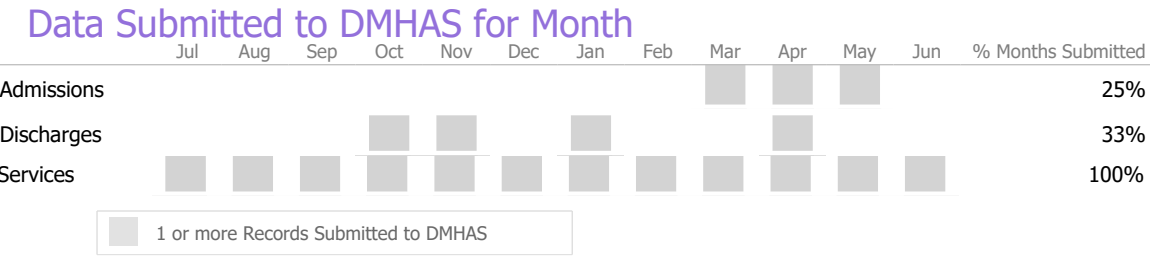 Data Submitted to DMHAS for Month
Jul Aug Sep Oct Nov Dec Jan Feb Mar Apr May Jun % Months Submitted
Admissions 25%
Discharges 33%
Services 100%
1 or more Records Submitted to DMHAS